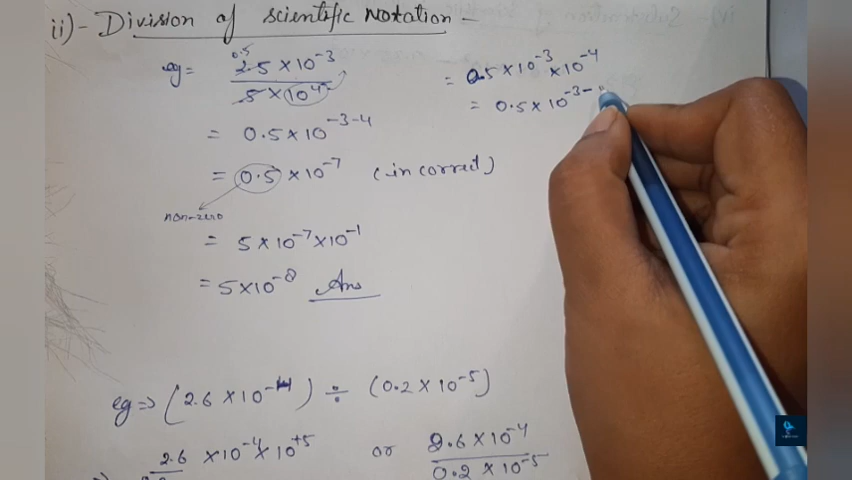 ii)- Division of scientific Notation -
eg= 2.5 × 10⁻³ / 5 × 10⁴
0.5
= 0.5 × 10⁻³⁻⁴
= 0.5 × 10⁻⁷ (incorrect)
non-zero
= 5 × 10⁻⁷ × 10⁻¹
= 5 × 10⁻⁸ Ans
= 0.5 × 10⁻³ × 10⁻⁴
= 0.5 × 10⁻³⁻
eg => (2.6 × 10⁻⁴) ÷ (0.2 × 10⁻⁵)
2.6 × 10⁻⁴ × 10⁺⁵ or 2.6 × 10⁻⁴ / 0.2 × 10⁻⁵